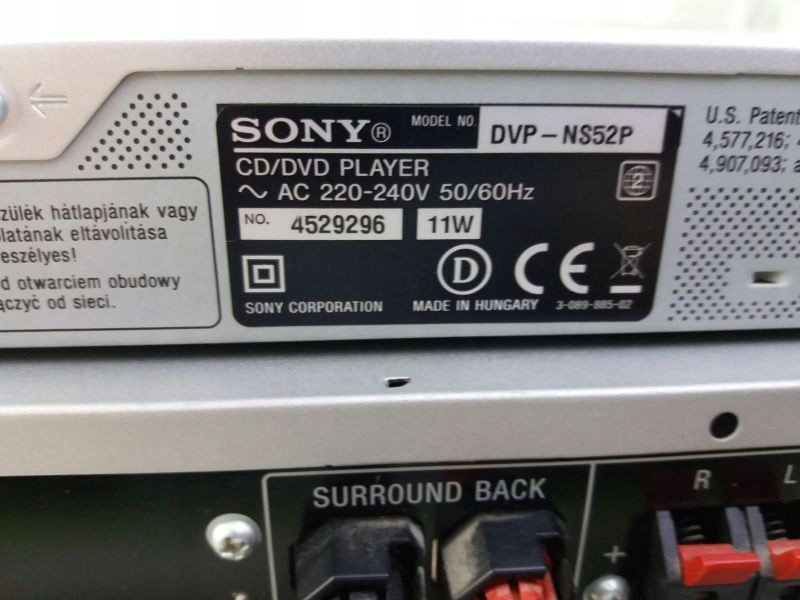 SONY®
MODEL NO.
DVP-NS52P
CD/DVD PLAYER
~ AC 220-240V 50/60Hz
2
NO. 4529296
11W
D CE
SONY CORPORATION
MADE IN HUNGARY
3-089-885-02
U.S. Patent
4,577,216;
4,907,093;
zülék hátlapjának vagy
latának eltávolítása
eszélyes!
d otwarciem obudowy
ączyć od sieci.
SURROUND BACK
R
L
+